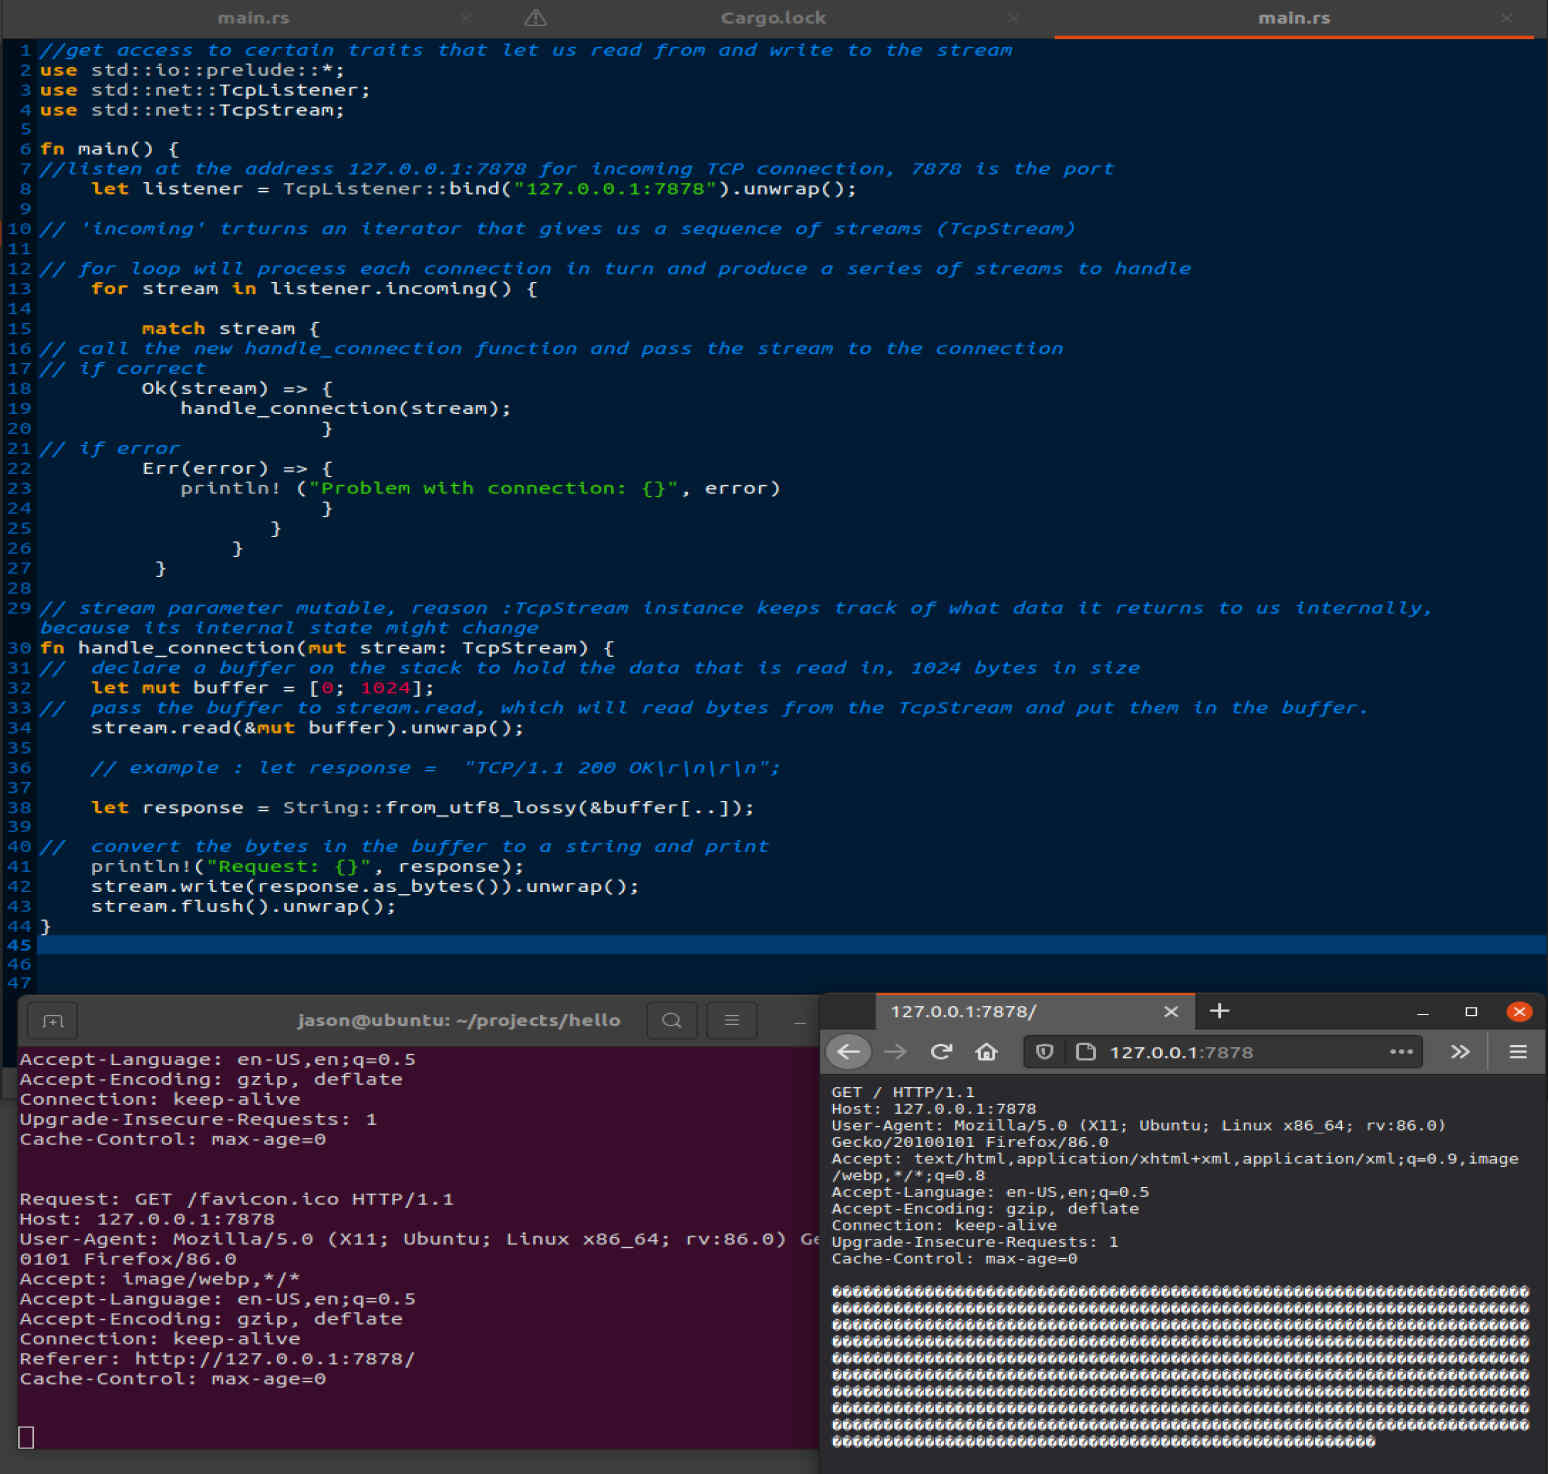 main.rs
Cargo.lock
main.rs
1 //get access to certain traits that let us read from and write to the stream
2 use std::io::prelude::*;
3 use std::net::TcpListener;
4 use std::net::TcpStream;
5
6 fn main() {
7 //listen at the address 127.0.0.1:7878 for incoming TCP connection, 7878 is the port
8     let listener = TcpListener::bind("127.0.0.1:7878").unwrap();
9
10 // 'incoming' trturns an iterator that gives us a sequence of streams (TcpStream)
11
12 // for loop will process each connection in turn and produce a series of streams to handle
13     for stream in listener.incoming() {
14
15         match stream {
16 // call the new handle_connection function and pass the stream to the connection
17 // if correct
18         Ok(stream) => {
19            handle_connection(stream);
20                       }
21 // if error
22         Err(error) => {
23            println! ("Problem with connection: {}", error)
24                       }
25                   }
26                }
27          }
28
29 // stream parameter mutable, reason :TcpStream instance keeps track of what data it returns to us internally,
because its internal state might change
30 fn handle_connection(mut stream: TcpStream) {
31 //  declare a buffer on the stack to hold the data that is read in, 1024 bytes in size
32     let mut buffer = [0; 1024];
33 //  pass the buffer to stream.read, which will read bytes from the TcpStream and put them in the buffer.
34     stream.read(&mut buffer).unwrap();
35
36     // example : let response =  "TCP/1.1 200 OK\r\n\r\n";
37
38     let response = String::from_utf8_lossy(&buffer[..]);
39
40 //  convert the bytes in the buffer to a string and print
41     println!("Request: {}", response);
42     stream.write(response.as_bytes()).unwrap();
43     stream.flush().unwrap();
44 }
45
46
47
jason@ubuntu: ~/projects/hello
Accept-Language: en-US,en;q=0.5
Accept-Encoding: gzip, deflate
Connection: keep-alive
Upgrade-Insecure-Requests: 1
Cache-Control: max-age=0
Request: GET /favicon.ico HTTP/1.1
Host: 127.0.0.1:7878
User-Agent: Mozilla/5.0 (X11; Ubuntu; Linux x86_64; rv:86.0) Ge
0101 Firefox/86.0
Accept: image/webp,*/*
Accept-Language: en-US,en;q=0.5
Accept-Encoding: gzip, deflate
Connection: keep-alive
Referer: http://127.0.0.1:7878/
Cache-Control: max-age=0
127.0.0.1:7878/
127.0.0.1:7878
GET / HTTP/1.1
Host: 127.0.0.1:7878
User-Agent: Mozilla/5.0 (X11; Ubuntu; Linux x86_64; rv:86.0)
Gecko/20100101 Firefox/86.0
Accept: text/html,application/xhtml+xml,application/xml;q=0.9,image
/webp,*/*;q=0.8
Accept-Language: en-US,en;q=0.5
Accept-Encoding: gzip, deflate
Connection: keep-alive
Upgrade-Insecure-Requests: 1
Cache-Control: max-age=0